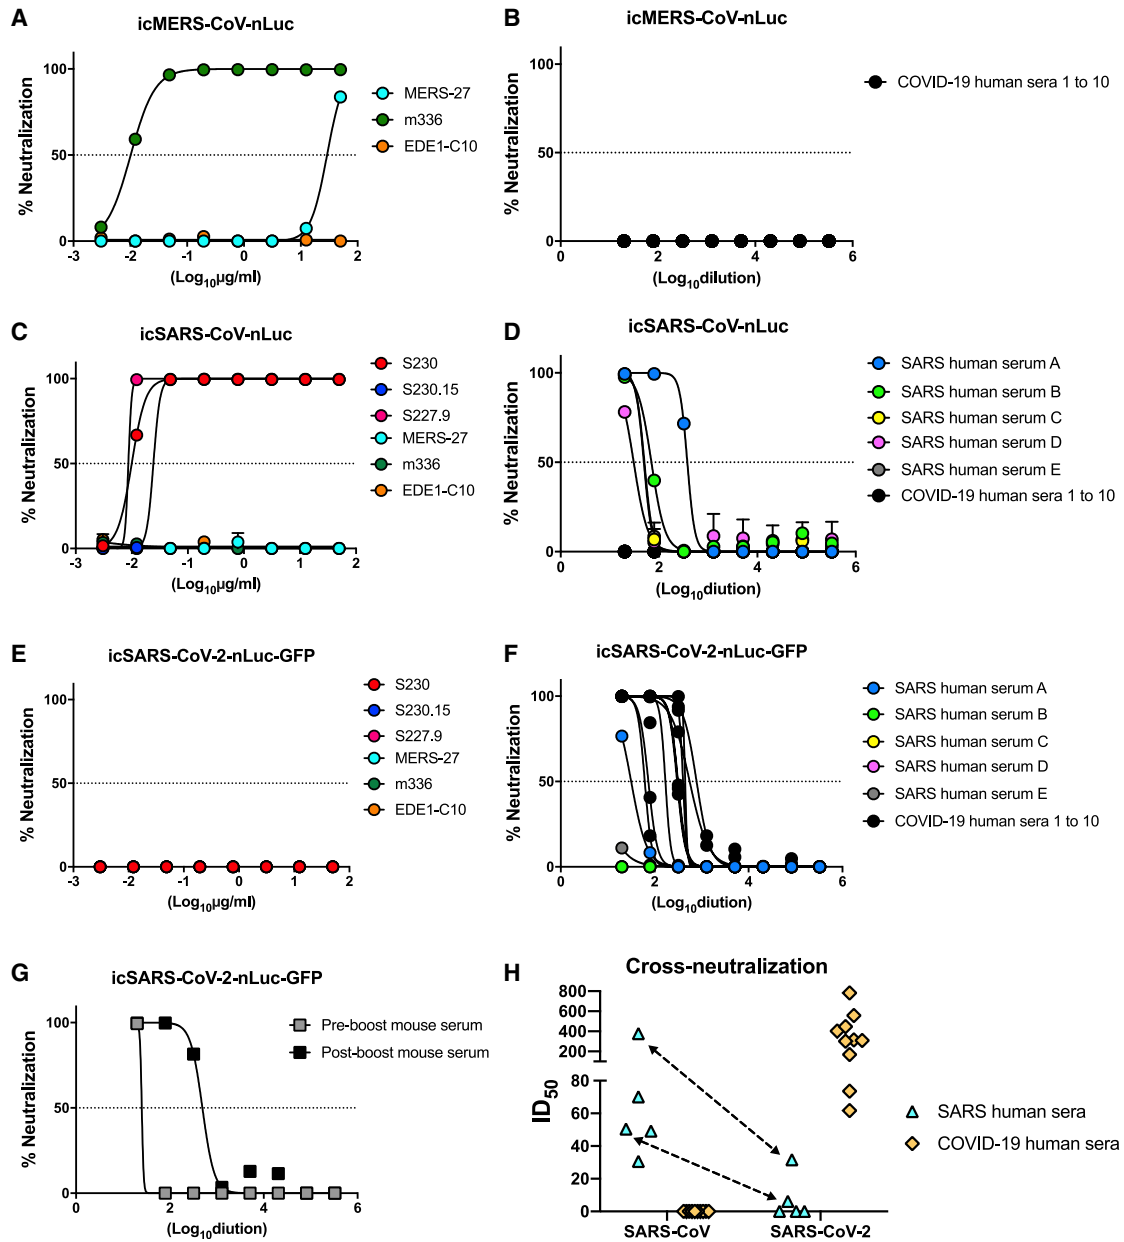 A
icMERS-CoV-nLuc
% Neutralization
100
50
0
-3 -2 -1 0 1 2
(Log10µg/ml)
MERS-27
m336
EDE1-C10
B
icMERS-CoV-nLuc
% Neutralization
100
50
0
0 2 4 6
(Log10dilution)
COVID-19 human sera 1 to 10
C
icSARS-CoV-nLuc
% Neutralization
100
50
0
-3 -2 -1 0 1 2
(Log10µg/ml)
S230
S230.15
S227.9
MERS-27
m336
EDE1-C10
D
icSARS-CoV-nLuc
% Neutralization
100
50
0
0 2 4 6
(Log10dilution)
SARS human serum A
SARS human serum B
SARS human serum C
SARS human serum D
SARS human serum E
COVID-19 human sera 1 to 10
E
icSARS-CoV-2-nLuc-GFP
% Neutralization
100
50
0
-3 -2 -1 0 1 2
(Log10µg/ml)
S230
S230.15
S227.9
MERS-27
m336
EDE1-C10
F
icSARS-CoV-2-nLuc-GFP
% Neutralization
100
50
0
0 2 4 6
(Log10dilution)
SARS human serum A
SARS human serum B
SARS human serum C
SARS human serum D
SARS human serum E
COVID-19 human sera 1 to 10
G
icSARS-CoV-2-nLuc-GFP
% Neutralization
100
50
0
0 2 4 6
(Log10diution)
Pre-boost mouse serum
Post-boost mouse serum
H
Cross-neutralization
ID50
800
600
400
200
80
60
40
20
0
SARS-CoV SARS-CoV-2
SARS human sera
COVID-19 human sera